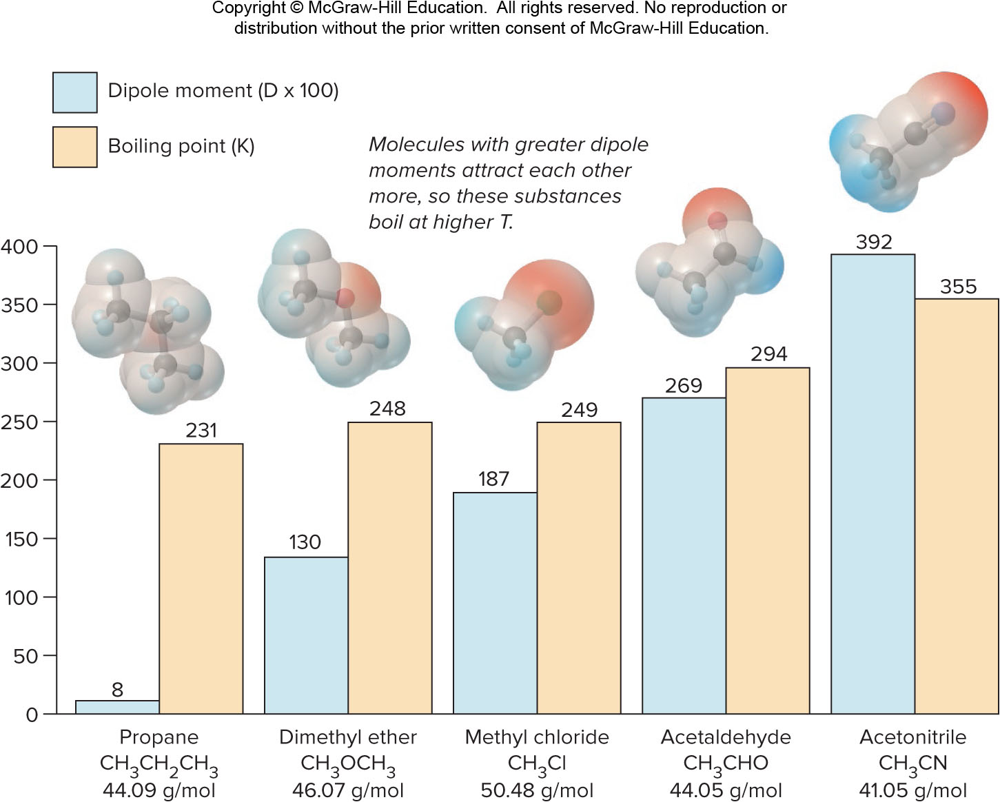 Copyright © McGraw-Hill Education.  All rights reserved. No reproduction or
distribution without the prior written consent of McGraw-Hill Education.
Dipole moment (D x 100)
Boiling point (K)
Molecules with greater dipole
moments attract each other
more, so these substances
boil at higher T.
400
350
300
250
200
150
100
50
0
8
231
130
248
187
249
269
294
392
355
Propane
CH₃CH₂CH₃
44.09 g/mol
Dimethyl ether
CH₃OCH₃
46.07 g/mol
Methyl chloride
CH₃Cl
50.48 g/mol
Acetaldehyde
CH₃CHO
44.05 g/mol
Acetonitrile
CH₃CN
41.05 g/mol